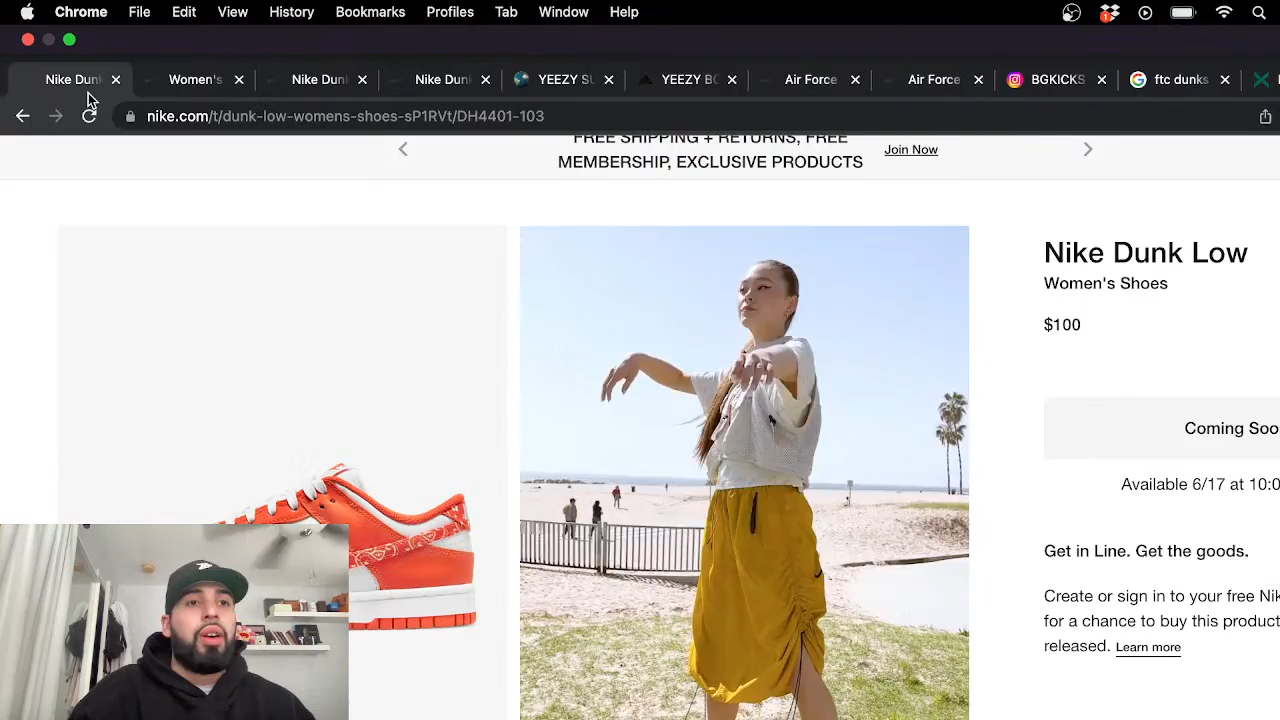 Chrome File Edit View History Bookmarks Profiles Tab Window Help
1
Nike Dunk Women's Nike Dunk Nike Dunk YEEZY YEEZY Air Force Air Force BGKICKS ftc dunks
nike.com/t/dunk-low-womens-shoes-sP1RVt/DH4401-103
FREE SHIPPING + RETURNS, FREE
MEMBERSHIP, EXCLUSIVE PRODUCTS
Join Now
Nike Dunk Low
Women's Shoes
$100
Coming Soo
Available 6/17 at 10:0
Get in Line. Get the goods.
Create or sign in to your free Nik
for a chance to buy this product
released. Learn more